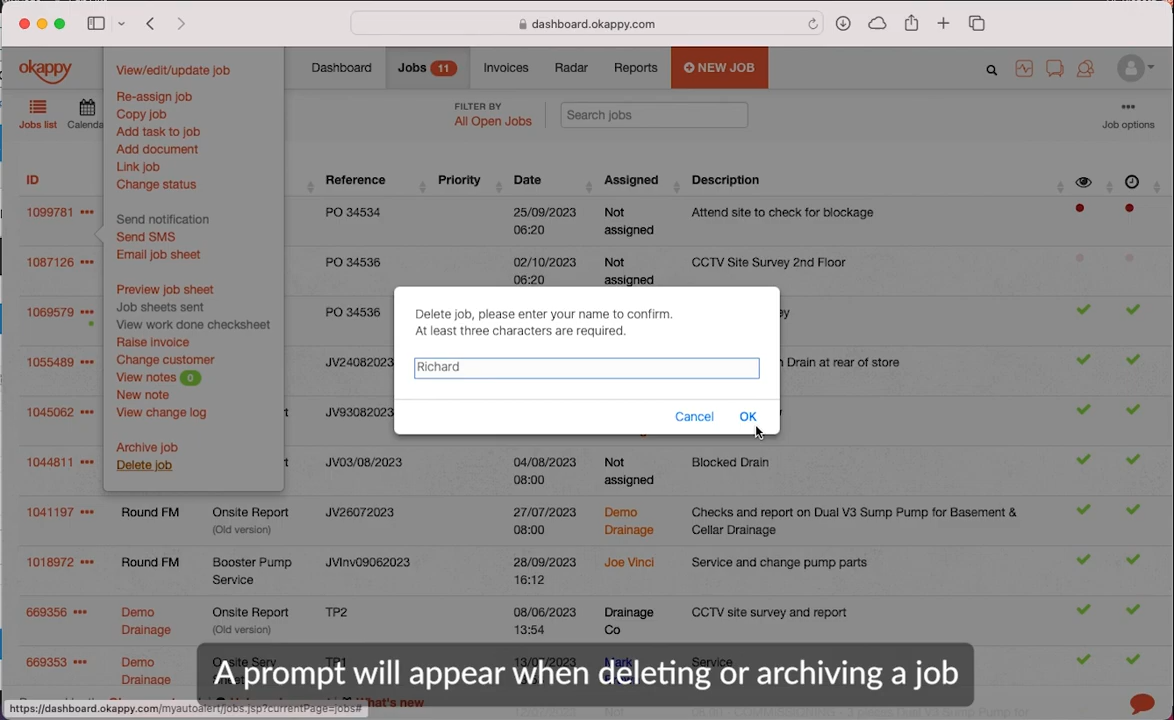 dashboard.okappy.com
okappy
Dashboard
Jobs 11
Invoices
Radar
Reports
NEW JOB
Jobs list
Calenda
FILTER BY
All Open Jobs
Search jobs
Job options
View/edit/update job
Re-assign job
Copy job
Add task to job
Add document
Link job
Change status
Send notification
Send SMS
Email job sheet
Preview job sheet
Job sheets sent
View work done checksheet
Raise invoice
Change customer
View notes 0
New note
View change log
Archive job
Delete job
ID
Reference
Priority
Date
Assigned
Description
1099781
PO 34534
25/09/2023
06:20
Not
assigned
Attend site to check for blockage
1087126
PO 34536
02/10/2023
06:20
Not
assigned
CCTV Site Survey 2nd Floor
1069579
PO 34536
ey
1055489
JV24082023
Drain at rear of store
1045062
t
JV93082023
1044811
t
JV03/08/2023
04/08/2023
08:00
Not
assigned
Blocked Drain
1041197
Round FM
Onsite Report
(Old version)
JV26072023
27/07/2023
08:00
Demo
Drainage
Checks and report on Dual V3 Sump Pump for Basement &
Cellar Drainage
1018972
Round FM
Booster Pump
Service
JVInv09062023
28/09/2023
16:12
Joe Vinci
Service and change pump parts
669356
Demo
Drainage
Onsite Report
(Old version)
TP2
08/06/2023
13:54
Drainage
Co
CCTV site survey and report
669353
Demo
Drainage
Onsite Serv
Mark
Service
Delete job, please enter your name to confirm.
At least three characters are required.
Richard
Cancel
OK
A prompt will appear when deleting or archiving a job
What's new
https://dashboard.okappy.com/myautoalert/jobs.jsp?currentPage=jobs#